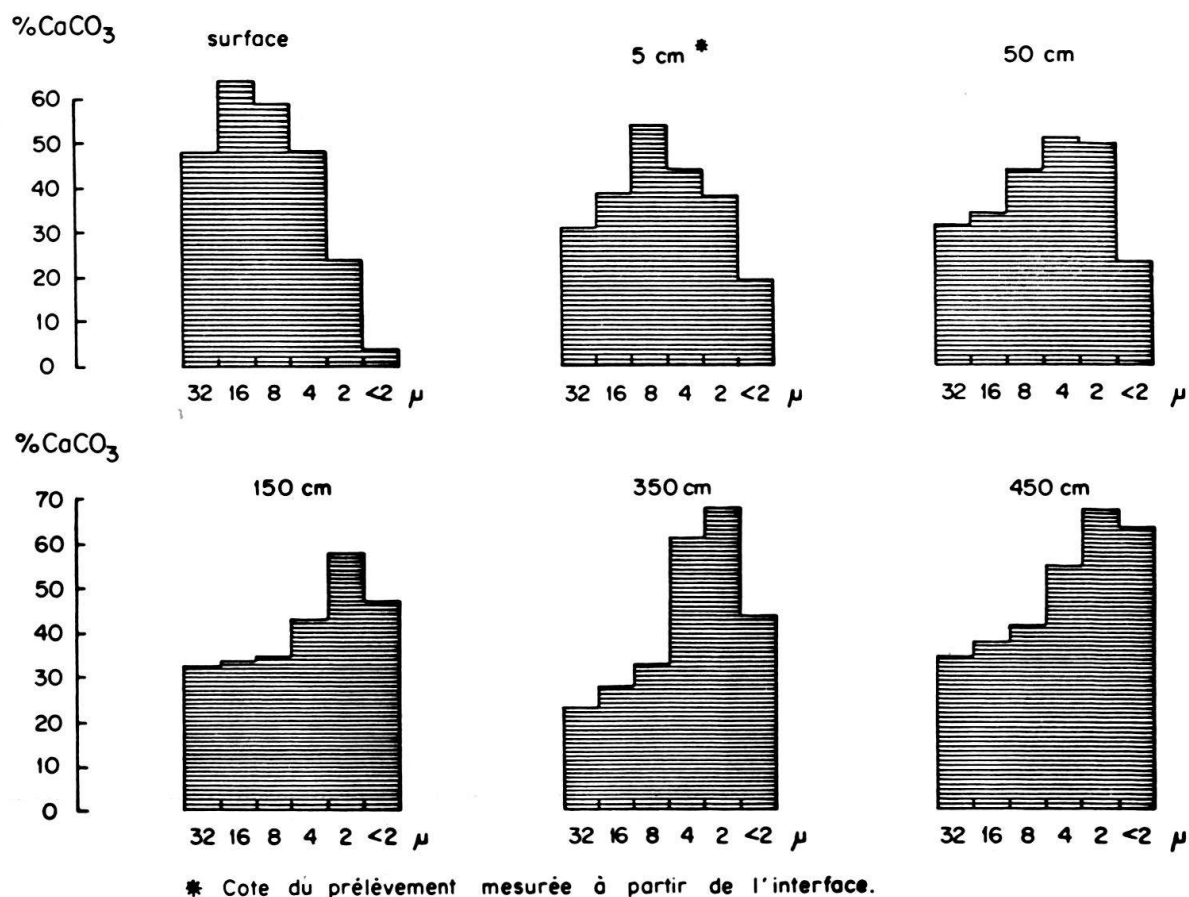 %CaCO₃
surface
5 cm *
50 cm
60
50
40
30
20
10
0
32 16 8 4 2 <2 µ
32 16 8 4 2 <2 µ
32 16 8 4 2 <2 µ
%CaCO₃
150 cm
350 cm
450 cm
70
60
50
40
30
20
10
0
32 16 8 4 2 <2 µ
32 16 8 4 2 <2 µ
32 16 8 4 2 <2 µ
* Cote du prélèvement mesurée à partir de l'interface.